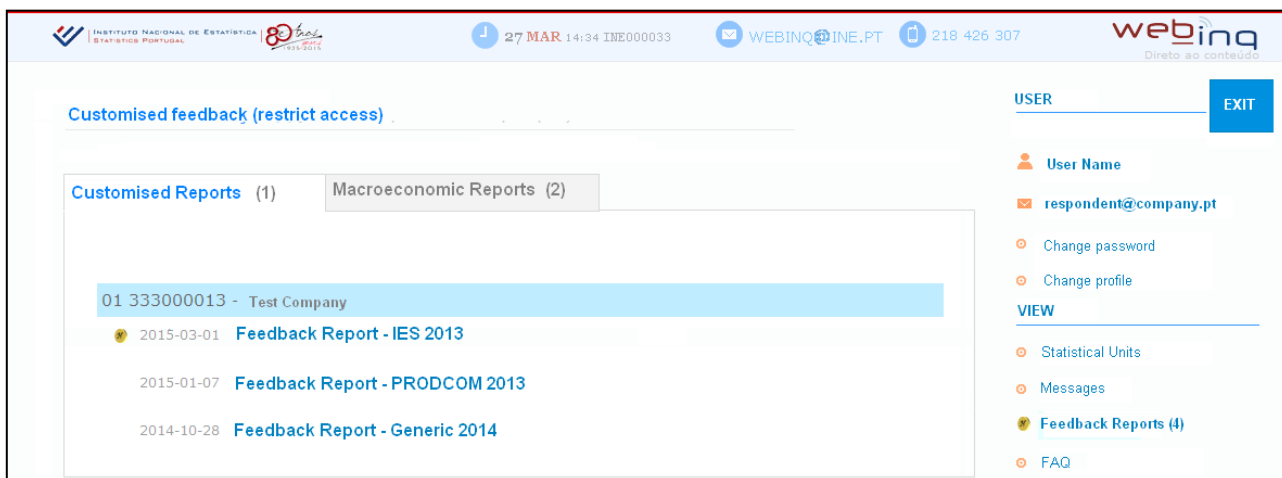 INSTITUTO NACIONAL DE ESTATÍSTICA
STATISTICS PORTUGAL
80
1935-2015
27 MAR 14:34 INE000033
WEBINQ@INE.PT
218 426 307
webinq
Direto ao conteúdo
Customised feedback (restrict access)
Customised Reports (1)
Macroeconomic Reports (2)
01 333000013 - Test Company
2015-03-01 Feedback Report - IES 2013
2015-01-07 Feedback Report - PRODCOM 2013
2014-10-28 Feedback Report - Generic 2014
USER
EXIT
User Name
respondent@company.pt
Change password
Change profile
VIEW
Statistical Units
Messages
Feedback Reports (4)
FAQ